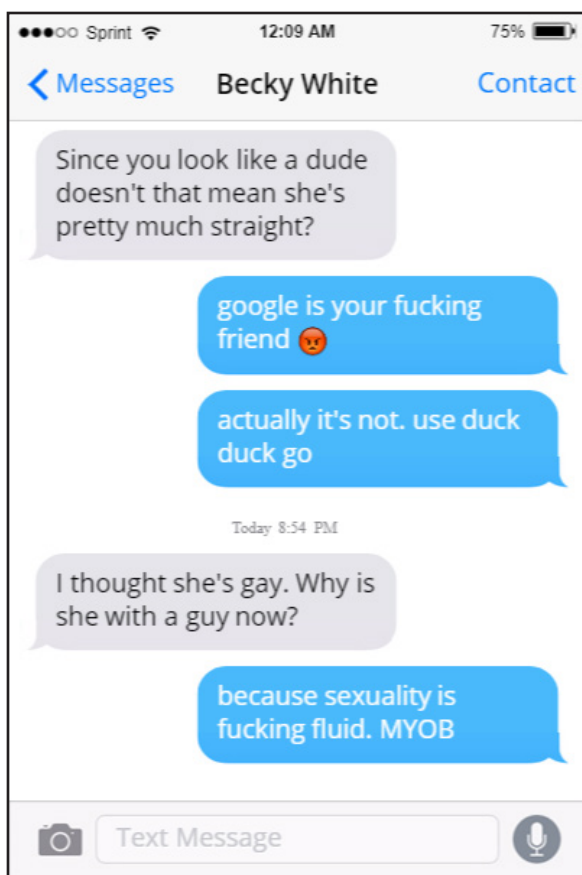 Sprint 12:09 AM 75%
Messages Becky White Contact
Since you look like a dude
doesn't that mean she's
pretty much straight?
google is your fucking
friend 😡
actually it's not. use duck
duck go
Today 8:54 PM
I thought she's gay. Why is
she with a guy now?
because sexuality is
fucking fluid. MYOB
Text Message